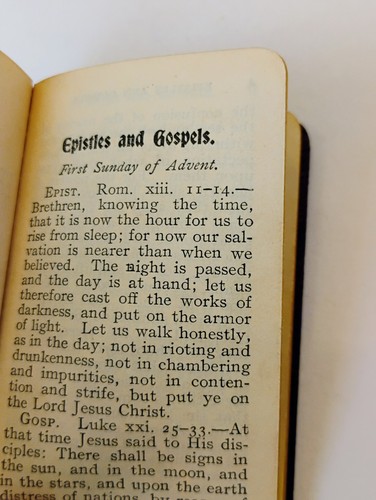 Epistles and Gospels.
First Sunday of Advent.
EPIST. Rom. xiii. 11-14.—
Brethren, knowing the time,
that it is now the hour for us to
rise from sleep; for now our sal-
vation is nearer than when we
believed. The night is passed,
and the day is at hand; let us
therefore cast off the works of
darkness, and put on the armor
of light. Let us walk honestly,
as in the day; not in rioting and
drunkenness, not in chambering
and impurities, not in conten-
tion and strife, but put ye on
the Lord Jesus Christ.
GOSP. Luke xxi. 25-33.—At
that time Jesus said to His dis-
ciples: There shall be signs in
the sun, and in the moon, and
in the stars, and upon the earth
distress of nations, by